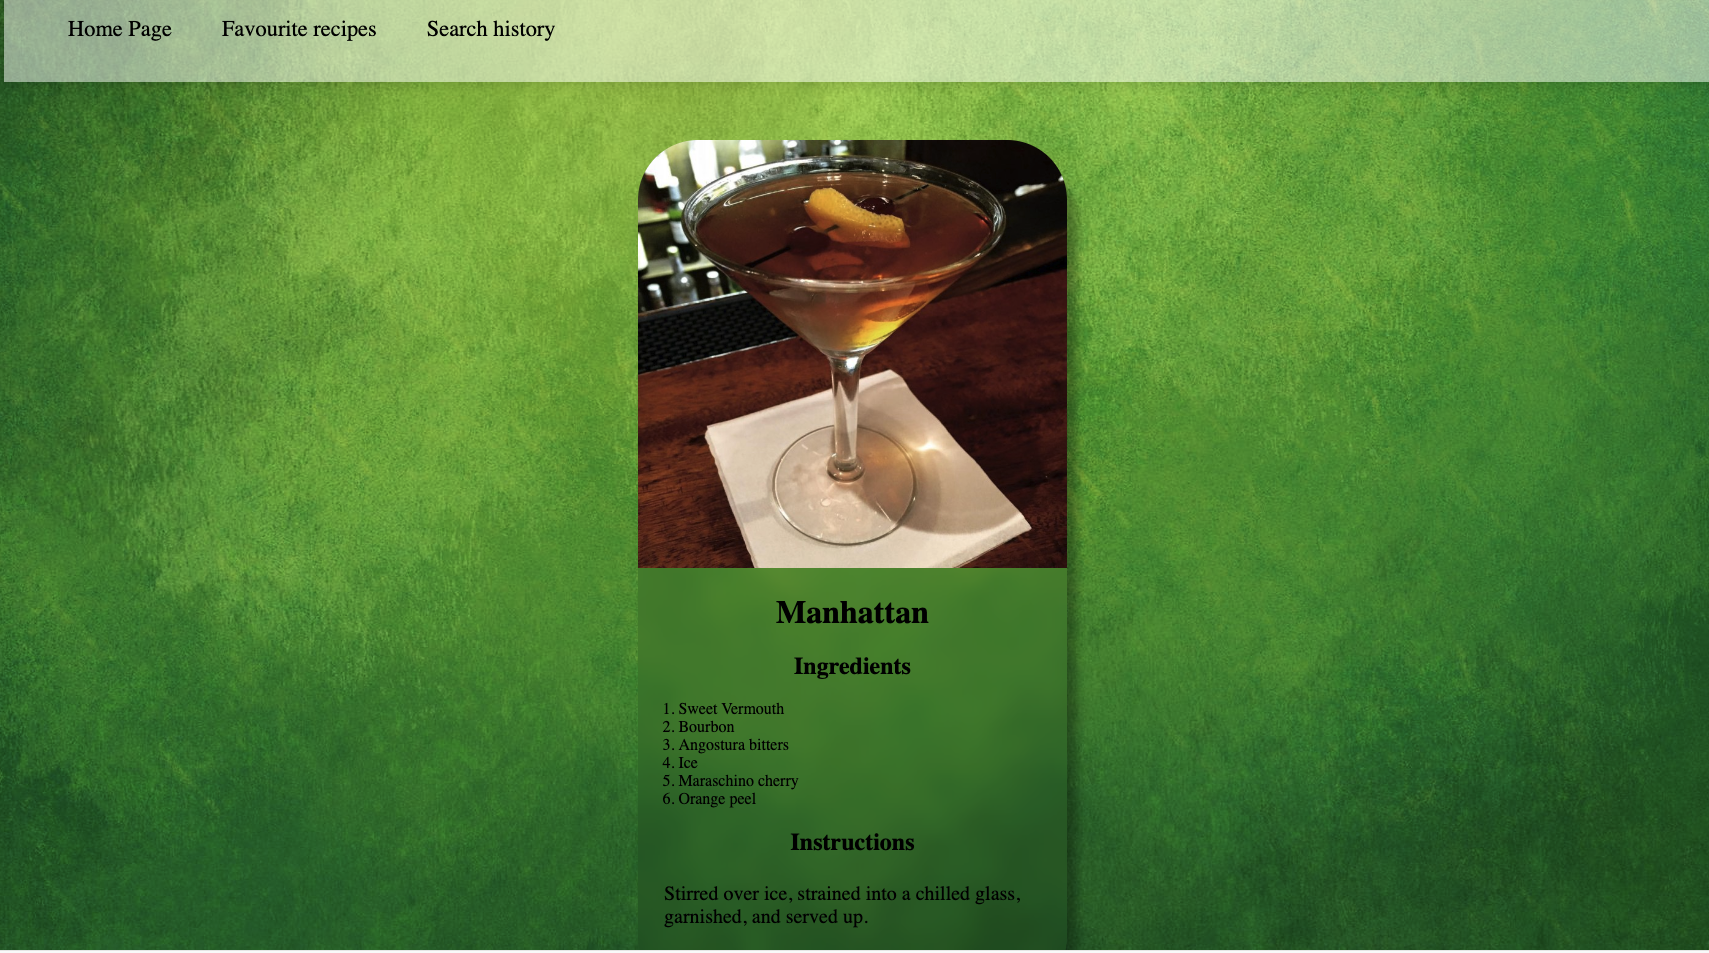 Home Page Favourite recipes Search history
Manhattan
Ingredients
1. Sweet Vermouth
2. Bourbon
3. Angostura bitters
4. Ice
5. Maraschino cherry
6. Orange peel
Instructions
Stirred over ice, strained into a chilled glass,
garnished, and served up.